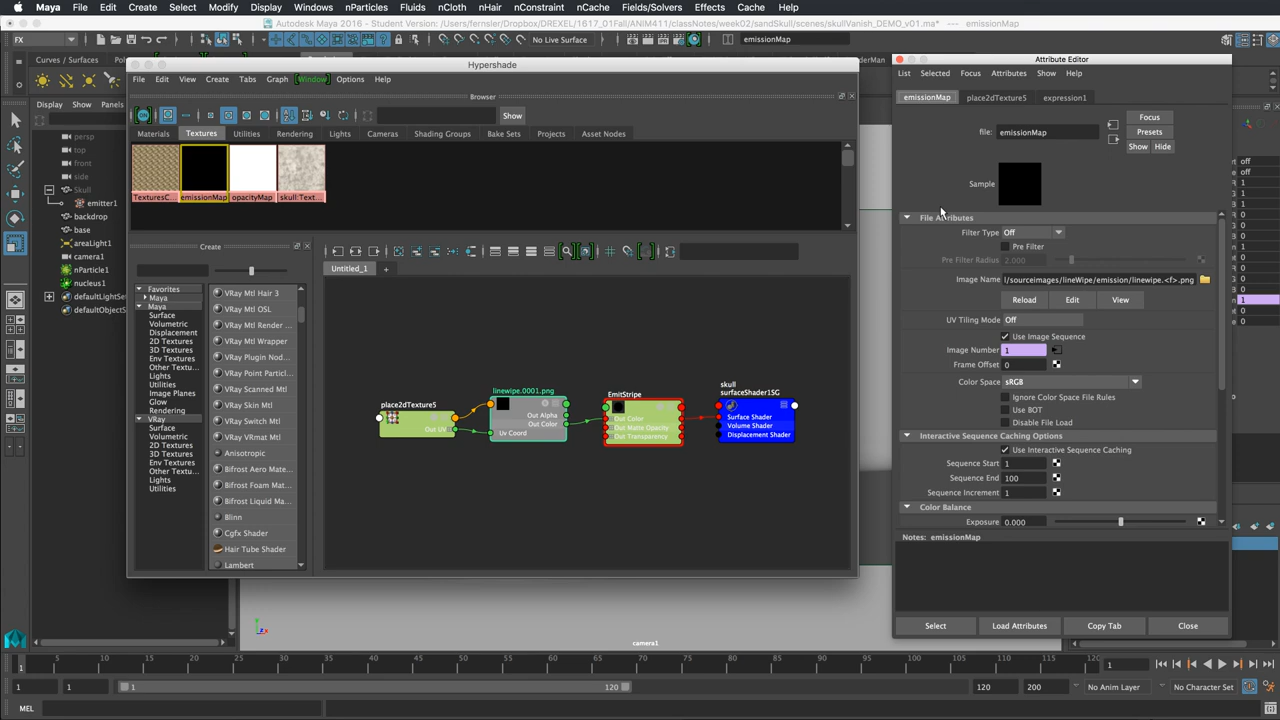 Maya File Edit Create Select Modify Display Windows nParticles Fluids nCloth nHair nConstraint nCache Fields/Solvers Effects Cache Help
Autodesk Maya 2016 - Student Version: /Users/fernsler/Dropbox/DREXEL/1617_01Fall/ANIM411/classNotes/week02/sandSkull/scenes/skullVanish_DEMO_v01.ma* --- emissionMap
FX
No Live Surface
emissionMap
Curves / Surfaces
Display Show Panels
persp
top
front
side
Skull
emitter1
backdrop
base
areaLight1
camera1
nParticle1
nucleus1
defaultLightSet
defaultObjectS
Hypershade
File Edit View Create Tabs Graph Window Options Help
Browser
Show
Materials Textures Utilities Rendering Lights Cameras Shading Groups Bake Sets Projects Asset Nodes
TexturesC... emissionMap opacityMap skull:Text...
Create
Favorites
Maya
Maya
Surface
Volumetric
Displacement
2D Textures
3D Textures
Env Textures
Other Textu...
Lights
Utilities
Image Planes
Glow
Rendering
VRay
Surface
Volumetric
2D Textures
3D Textures
Env Textures
Other Textu...
Lights
Utilities
VRay Mtl Hair 3
VRay Mtl OSL
VRay Mtl Render ...
VRay Mtl Wrapper
VRay Plugin Nod...
VRay Point Particl...
VRay Scanned Mtl
VRay Skin Mtl
VRay Switch Mtl
VRay VRmat Mtl
Anisotropic
Bifrost Aero Mate...
Bifrost Foam Mat...
Bifrost Liquid Ma...
Blinn
Cgfx Shader
Hair Tube Shader
Lambert
Untitled_1 +
place2dTexture5
Out UV
linewipe.0001.png
Out Alpha
Out Color
Uv Coord
EmitStripe
Out Color
Out Matte Opacity
Out Transparency
skull
surfaceShader1SG
Surface Shader
Volume Shader
Displacement Shader
Attribute Editor
List Selected Focus Attributes Show Help
emissionMap place2dTexture5 expression1
file: emissionMap
Focus
Presets
Show Hide
Sample
File Attributes
Filter Type Off
Pre Filter
Pre Filter Radius 2.000
Image Name l/sourceimages/lineWipe/emission/linewipe.<f>.png
Reload Edit View
UV Tiling Mode Off
Use Image Sequence
Image Number 1
Frame Offset 0
Color Space sRGB
Ignore Color Space File Rules
Use BOT
Disable File Load
Interactive Sequence Caching Options
Use Interactive Sequence Caching
Sequence Start 1
Sequence End 100
Sequence Increment 1
Color Balance
Exposure 0.000
Notes: emissionMap
Select Load Attributes Copy Tab Close
off
off
camera1
1 5 10 15 20 25 30 35 40 45 50 55 60 65 70 75 80 85 90 95 100 105 110 115 120
1
1 1 1 120 120 200 No Anim Layer No Character Set
MEL